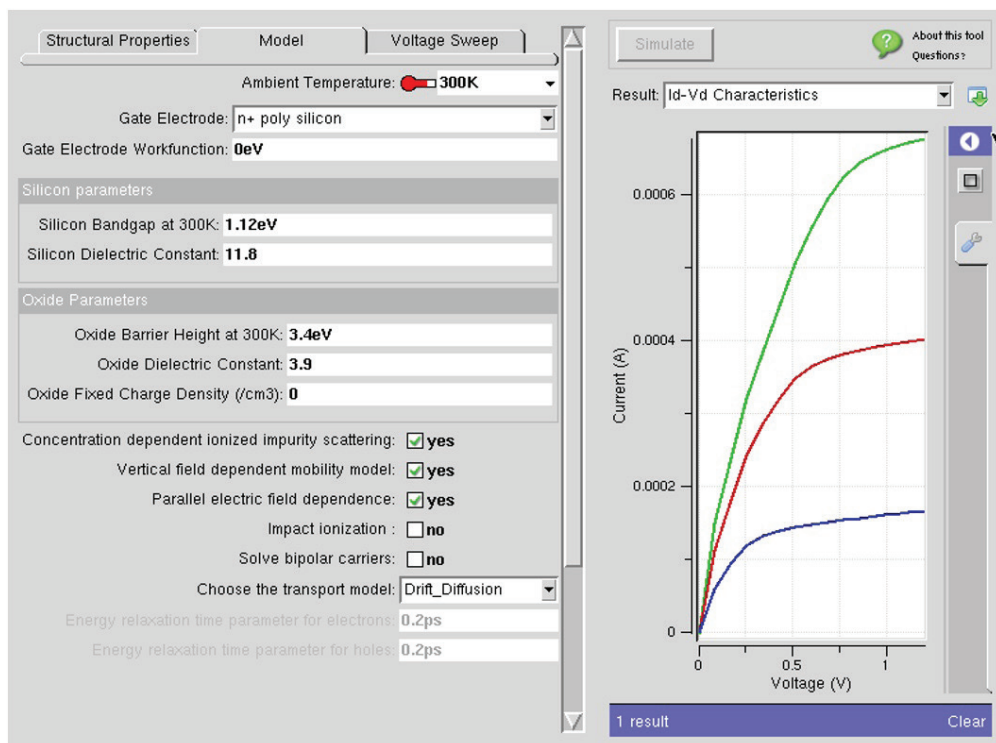 Structural Properties Model Voltage Sweep
Ambient Temperature: 300K
Gate Electrode: n+ poly silicon
Gate Electrode Workfunction: 0eV
Silicon parameters
Silicon Bandgap at 300K: 1.12eV
Silicon Dielectric Constant: 11.8
Oxide Parameters
Oxide Barrier Height at 300K: 3.4eV
Oxide Dielectric Constant: 3.9
Oxide Fixed Charge Density (/cm3): 0
Concentration dependent ionized impurity scattering: yes
Vertical field dependent mobility model: yes
Parallel electric field dependence: yes
Impact ionization : no
Solve bipolar carriers: no
Choose the transport model: Drift_Diffusion
Energy relaxation time parameter for electrons: 0.2ps
Energy relaxation time parameter for holes: 0.2ps
Simulate
?
About this tool
Questions?
Result: Id-Vd Characteristics
0.0006
0.0004
0.0002
0
Current (A)
0 0.5 1
Voltage (V)
1 result Clear